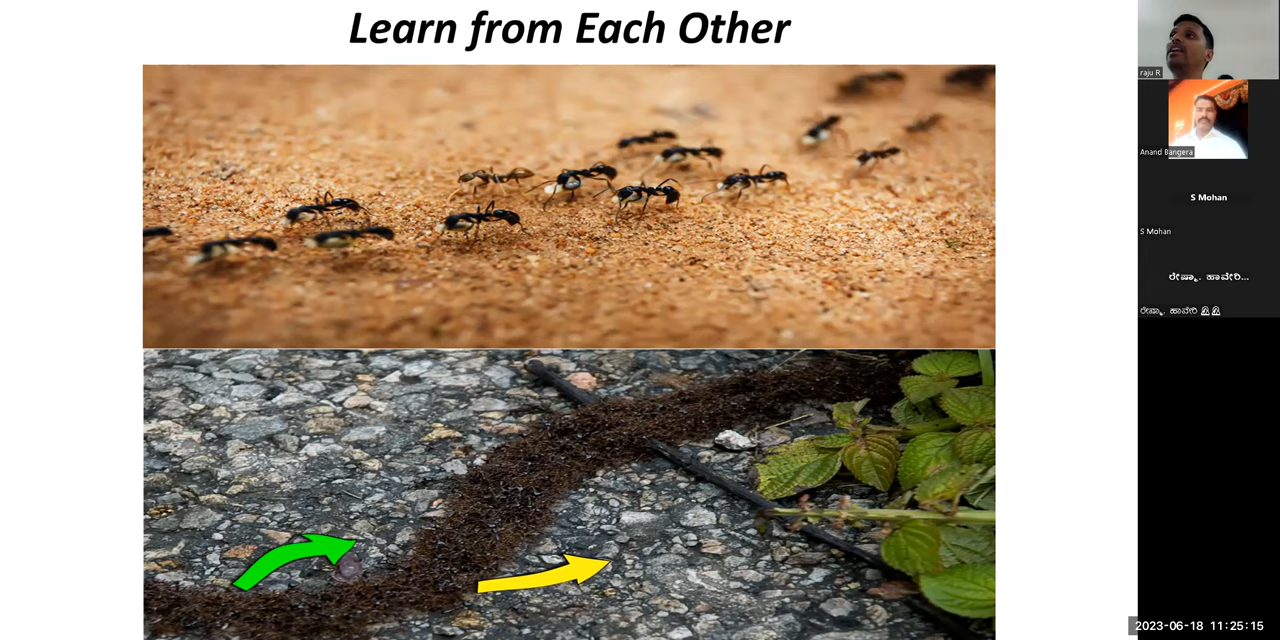 Learn from Each Other
raju R
Anand Bangera
S Mohan
S Mohan
ರೇಷ್ಮಾ. ಹಾವೇರಿ...
ರೇಷ್ಮಾ. ಹಾವೇರಿ
2023-06-18 11:25:15